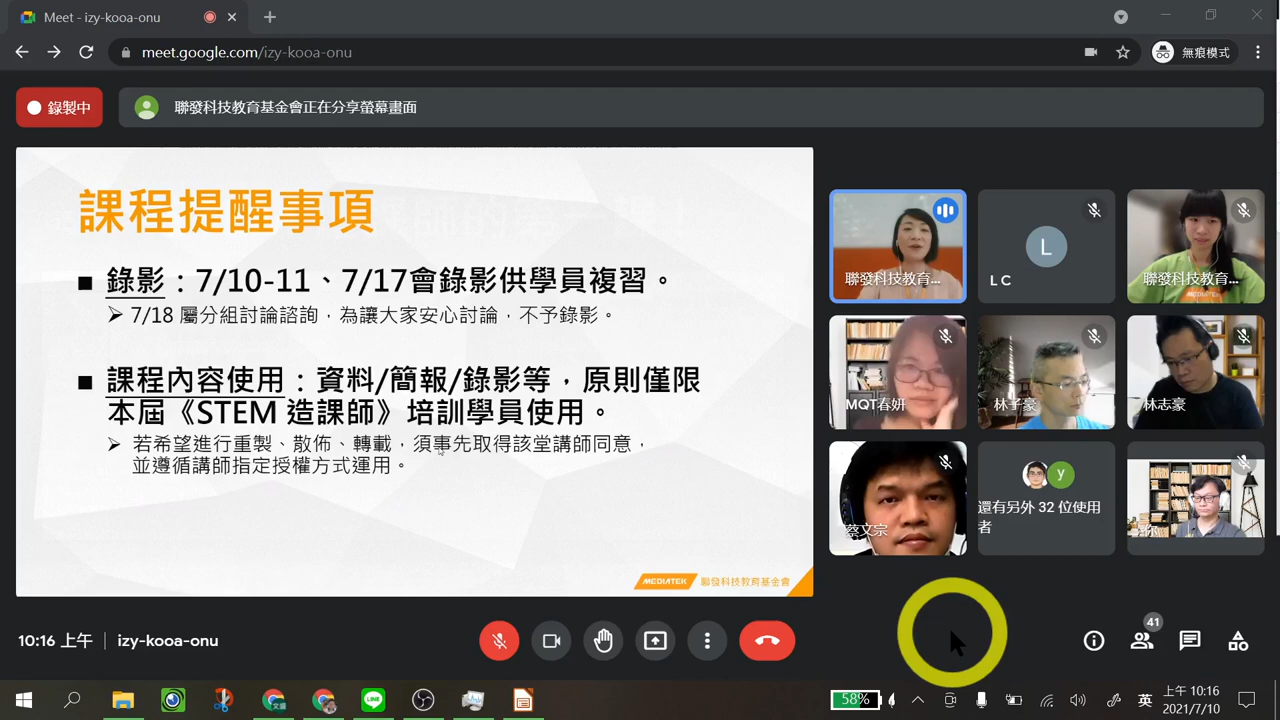 Meet - izy-kooa-onu
meet.google.com/izy-kooa-onu
無痕模式
錄製中
聯發科技教育基金會正在分享螢幕畫面
課程提醒事項
■ 錄影：7/10-11、7/17會錄影供學員複習。
➢ 7/18 屬分組討論諮詢，為讓大家安心討論，不予錄影。
■ 課程內容使用：資料/簡報/錄影等，原則僅限
本屆《STEM 造課師》培訓學員使用。
➢ 若希望進行重製、散佈、轉載，須事先取得該堂講師同意，
並遵循講師指定授權方式運用。
MEDIATEK 聯發科技教育基金會
聯發科技教育...
L
L C
聯發科技教育...
MEDIATEK
MQT春妍
林子豪
林志豪
蔡文宗
y
還有另外 32 位使用
者
你
10:16 上午 izy-kooa-onu
41
58%
英
上午 10:16
2021/7/10